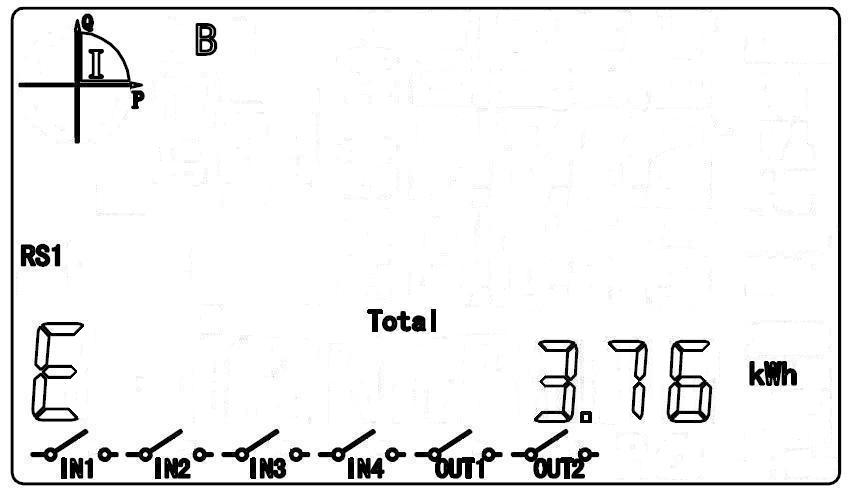 Q
B
I
P
RS1
Total
E 3.76 kWh
IN1 IN2 IN3 IN4 OUT1 OUT2